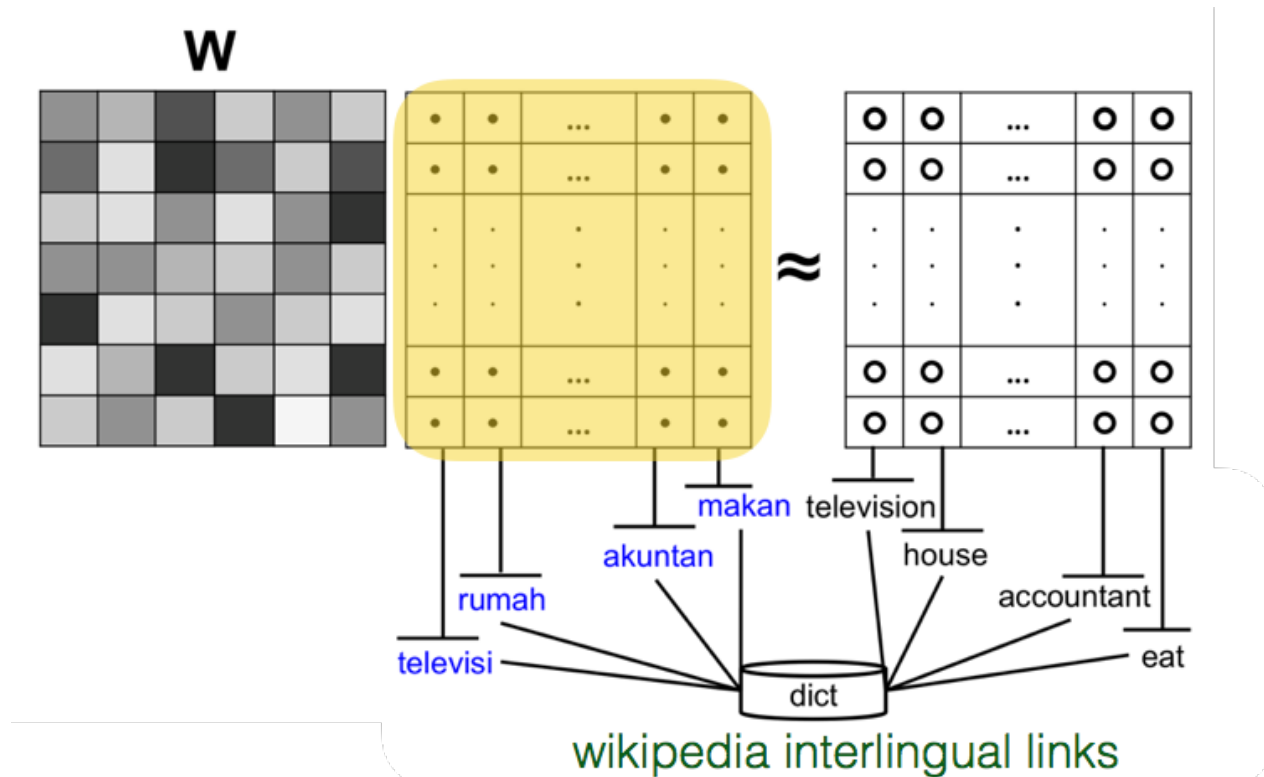 W
...
...
≈
...
...
...
...
...
...
makan
television
akuntan
house
rumah
accountant
televisi
eat
dict
wikipedia interlingual links